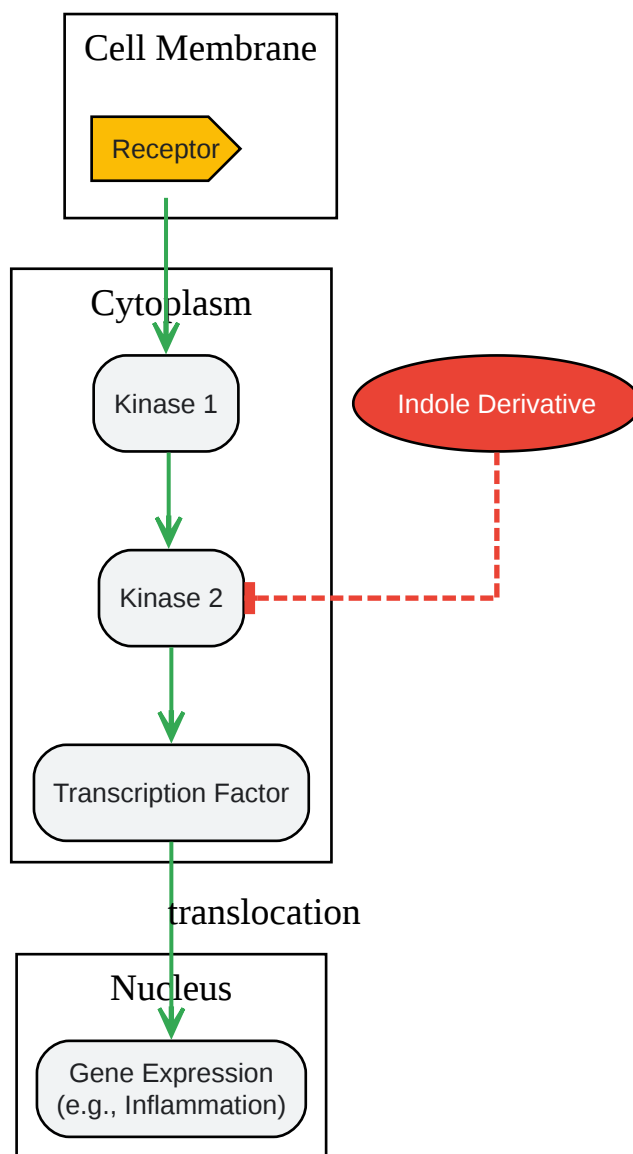 Cell Membrane
Receptor
Cytoplasm
Kinase 1
Indole Derivative
Kinase 2
Transcription Factor
translocation
Nucleus
Gene Expression
(e.g., Inflammation)